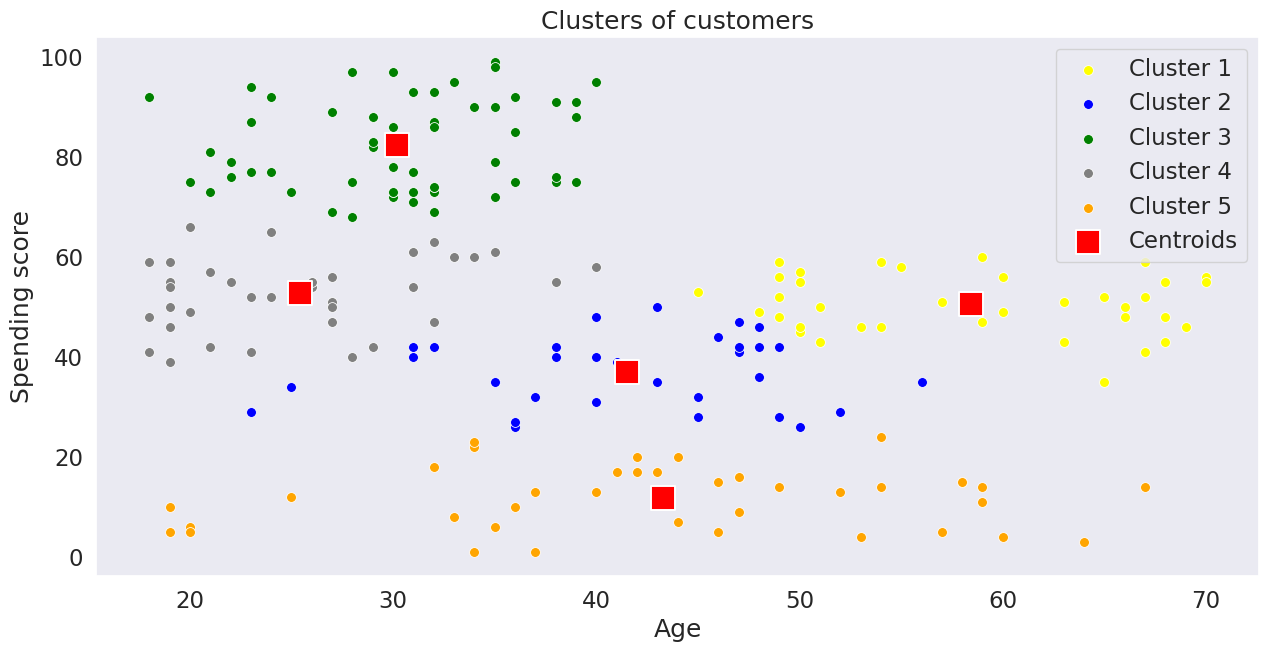 Clusters of customers
Cluster 1
Cluster 2
Cluster 3
Cluster 4
Cluster 5
Centroids
Spending score
100
80
60
40
20
0
20 30 40 50 60 70
Age